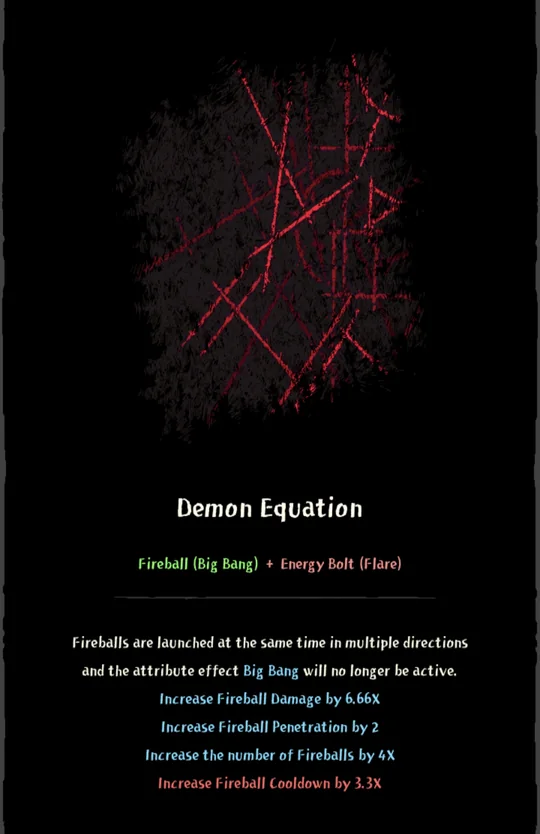 Demon Equation
Fireball (Big Bang) + Energy Bolt (Flare)
Fireballs are launched at the same time in multiple directions
and the attribute effect Big Bang will no longer be active.
Increase Fireball Damage by 6.66X
Increase Fireball Penetration by 2
Increase the number of Fireballs by 4X
Increase Fireball Cooldown by 3.3X